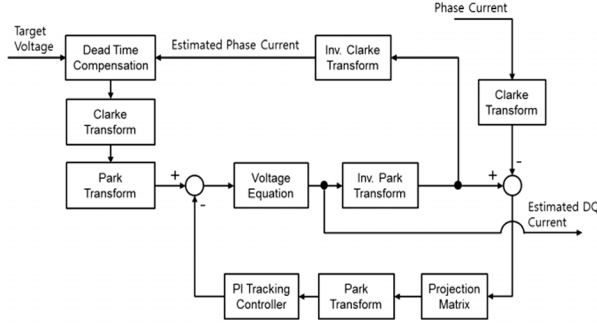 Phase Current
Target
Voltage
Dead Time
Compensation
Estimated Phase Current
Inv. Clarke
Transform
Clarke
Transform
Clarke
Transform
Park
Transform
+
-
Voltage
Equation
Inv. Park
Transform
+
-
Estimated DQ
Current
PI Tracking
Controller
Park
Transform
Projection
Matrix